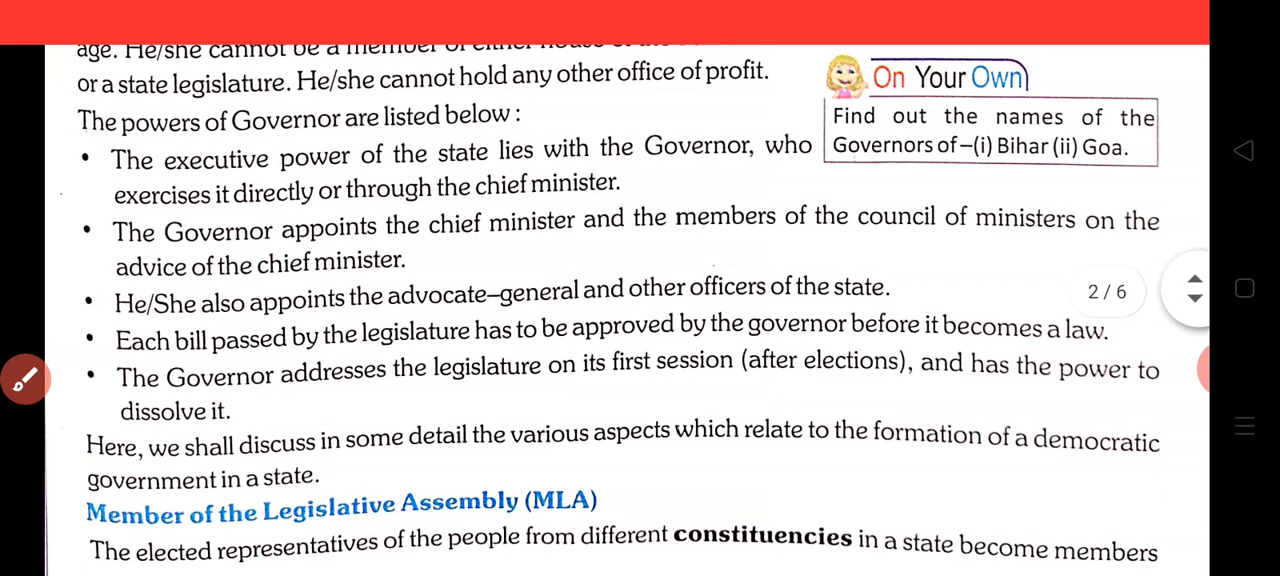 age. He/she cannot be a member of either house of the
or a state legislature. He/she cannot hold any other office of profit.
On Your Own
Find out the names of the
Governors of–(i) Bihar (ii) Goa.
The powers of Governor are listed below :
• The executive power of the state lies with the Governor, who
exercises it directly or through the chief minister.
• The Governor appoints the chief minister and the members of the council of ministers on the
advice of the chief minister.
• He/She also appoints the advocate–general and other officers of the state.
2 / 6
• Each bill passed by the legislature has to be approved by the governor before it becomes a law.
• The Governor addresses the legislature on its first session (after elections), and has the power to
dissolve it.
Here, we shall discuss in some detail the various aspects which relate to the formation of a democratic
government in a state.
Member of the Legislative Assembly (MLA)
The elected representatives of the people from different constituencies in a state become members